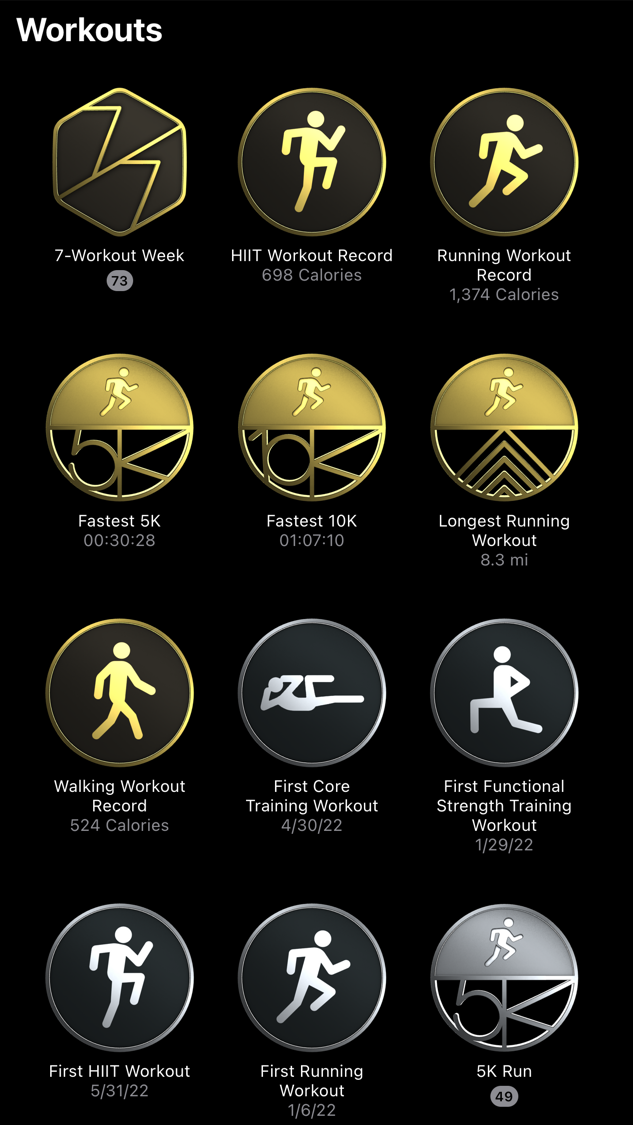 Workouts
7-Workout Week
73
HIIT Workout Record
698 Calories
Running Workout
Record
1,374 Calories
5K
Fastest 5K
00:30:28
10K
Fastest 10K
01:07:10
Longest Running
Workout
8.3 mi
Walking Workout
Record
524 Calories
First Core
Training Workout
4/30/22
First Functional
Strength Training
Workout
1/29/22
First HIIT Workout
5/31/22
First Running
Workout
1/6/22
5K
5K Run
49